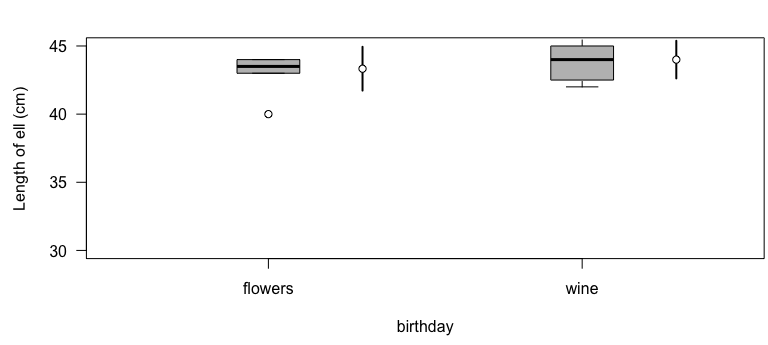 Length of ell (cm)
45
40
35
30
flowers
wine
birthday